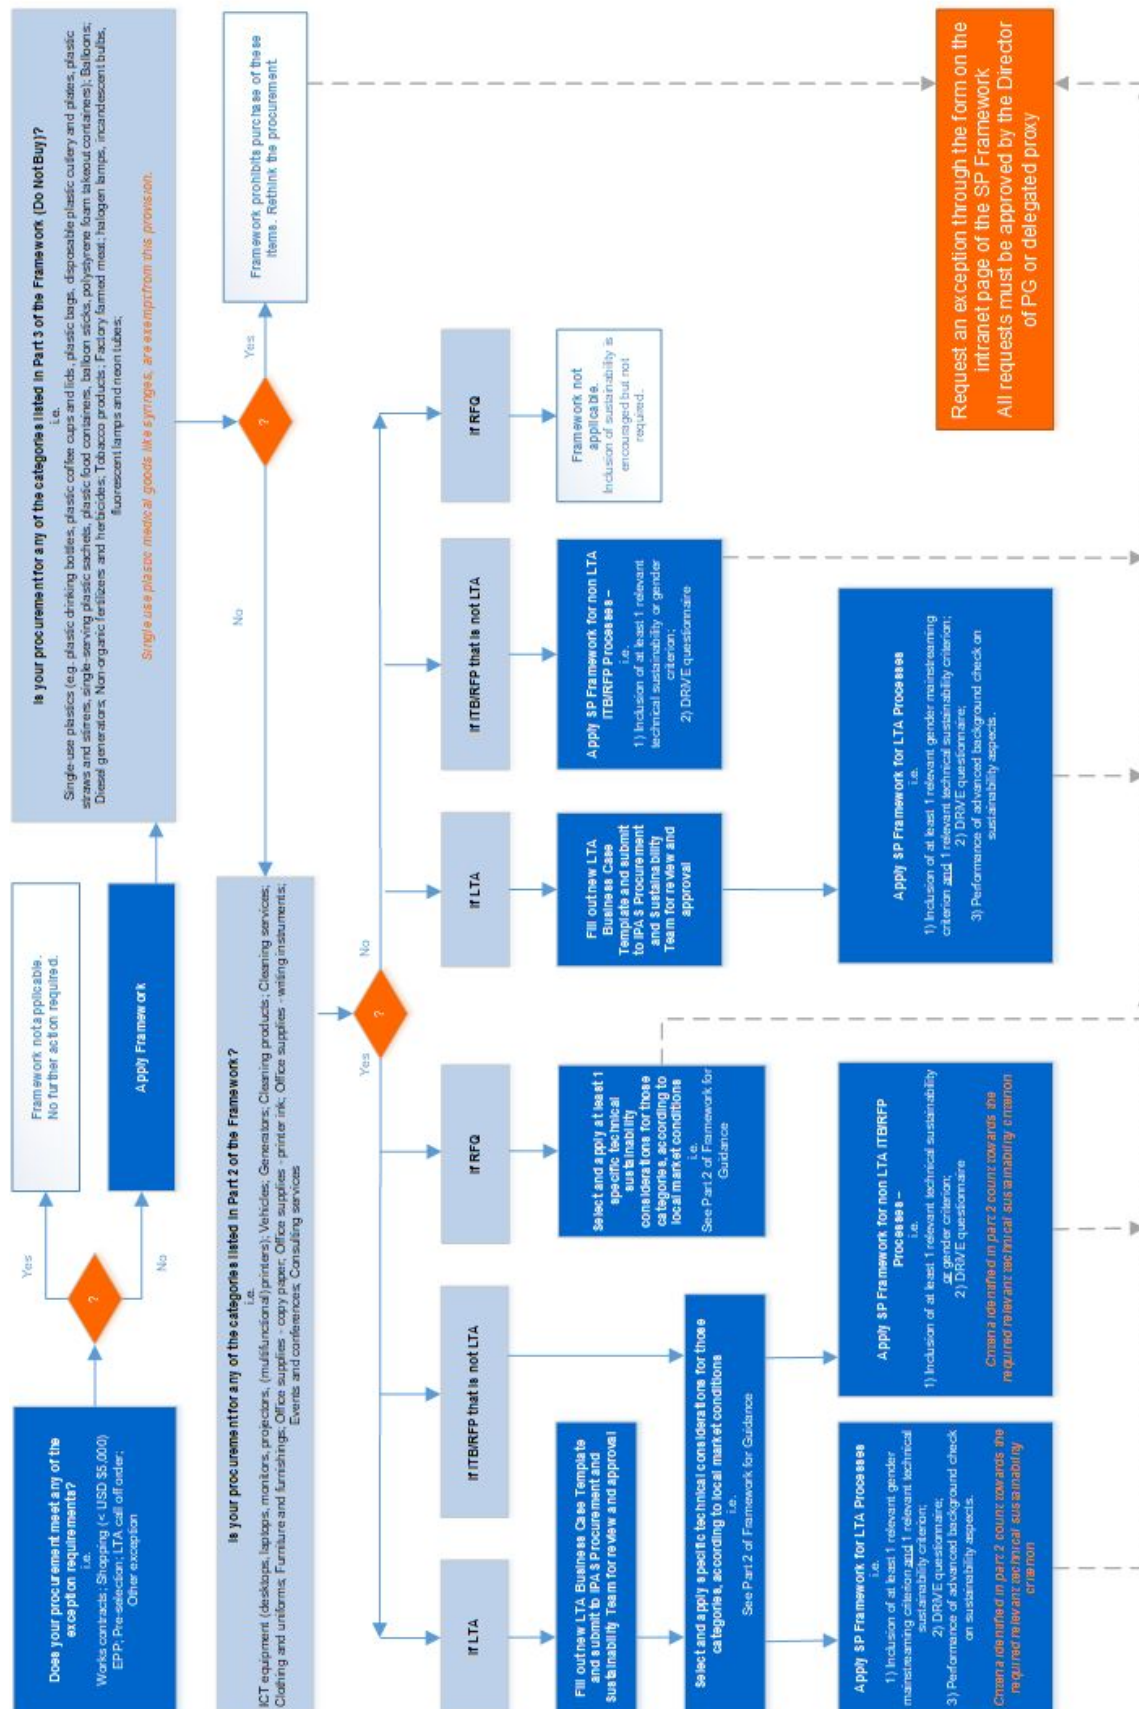 Does your procurement meet any of the
exception requirements?
i.e.
Works contracts; Shopping (< USD $5,000)
EPP; Pre-selection; LTA call off order;
Other exception
?
Yes
No
Framework not applicable.
No further action required.
Apply Framework
Is your procurement for any of the categories listed in Part 3 of the Framework (Do Not Buy)?
i.e.
Single-use plastics (e.g. plastic drinking bottles, plastic coffee cups and lids, plastic bags, disposable plastic cutlery and plates, plastic
straws and stirrers, single-serving plastic sachets, plastic food containers, balloon sticks, polystyrene foam takeout containers); Balloons;
Diesel generators; Non-organic fertilizers and herbicides; Tobacco products; Factory farmed meat; halogen lamps, incandescent bulbs,
fluorescent lamps and neon tubes;
Single use plastic medical goods like syringes, are exempt from this provision.
?
Yes
No
Framework prohibits purchase of these
items. Rethink the procurement.
Is your procurement for any of the categories listed in Part 2 of the Framework?
i.e.
ICT equipment (desktops, laptops, monitors, projectors, (multifunctional) printers); Vehicles; Generators; Cleaning products; Cleaning services;
Clothing and uniforms; Furniture and furnishings; Office supplies - copy paper; Office supplies - printer ink; Office supplies - writing instruments;
Events and conferences; Consulting services
?
Yes
No
If LTA
If ITB/RFP that is not LTA
If RFQ
If LTA
If ITB/RFP that is not LTA
If RFQ
Fill out new LTA Business Case Template
and submit to IPAS Procurement and
Sustainability Team for review and approval
Select and apply at least 1
specific technical
sustainability
considerations for those
categories, according to
local market conditions
i.e.
See Part 2 of Framework for
Guidance
Fill out new LTA
Business Case
Template and submit
to IPAS Procurement
and Sustainability
Team for review and
approval
Apply SP Framework for non LTA
ITB/RFP Processes –
i.e.
1) Inclusion of at least 1 relevant
technical sustainability or gender
criterion;
2) DRiVE questionnaire
Framework not
applicable.
Inclusion of sustainability is
encouraged but not
required.
Select and apply specific technical considerations for those
categories, according to local market conditions
i.e.
See Part 2 of Framework for Guidance
Apply SP Framework for LTA Processes
i.e.
1) Inclusion of at least 1 relevant gender
mainstreaming criterion and 1 relevant technical
sustainability criterion;
2) DRiVE questionnaire;
3) Performance of advanced background check
on sustainability aspects.
Criteria identified in part 2 count towards the
required relevant technical sustainability
criterion
Apply SP Framework for non LTA ITB/RFP
Processes –
i.e.
1) Inclusion of at least 1 relevant technical sustainability
or gender criterion;
2) DRiVE questionnaire
Criteria identified in part 2 count towards the
required relevant technical sustainability criterion
Apply SP Framework for LTA Processes
i.e.
1) Inclusion of at least 1 relevant gender mainstreaming
criterion and 1 relevant technical sustainability criterion;
2) DRiVE questionnaire;
3) Performance of advanced background check on
sustainability aspects.
Request an exception through the form on the
intranet page of the SP Framework
All requests must be approved by the Director
of PG or delegated proxy